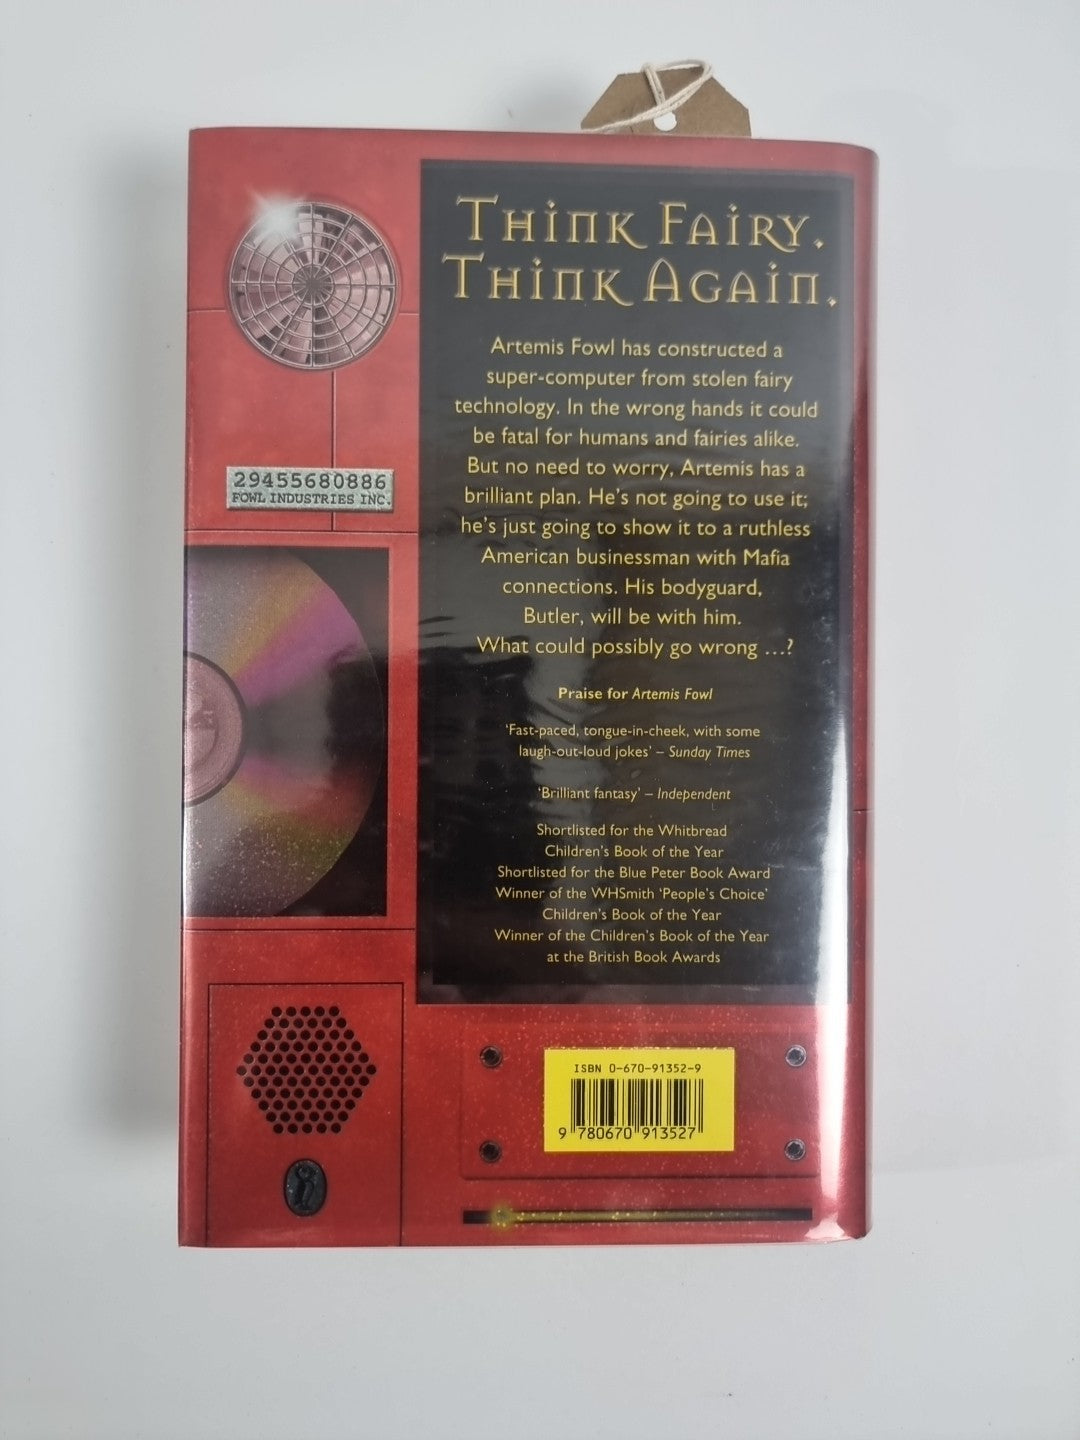 Think Fairy.
Think Again.
Artemis Fowl has constructed a
super-computer from stolen fairy
technology. In the wrong hands it could
be fatal for humans and fairies alike.
But no need to worry, Artemis has a
brilliant plan. He's not going to use it;
he's just going to show it to a ruthless
American businessman with Mafia
connections. His bodyguard,
Butler, will be with him.
What could possibly go wrong ...?
Praise for Artemis Fowl
'Fast-paced, tongue-in-cheek, with some
laugh-out-loud jokes' – Sunday Times
'Brilliant fantasy' – Independent
Shortlisted for the Whitbread
Children's Book of the Year
Shortlisted for the Blue Peter Book Award
Winner of the WHSmith 'People's Choice'
Children's Book of the Year
Winner of the Children's Book of the Year
at the British Book Awards
29455680886
FOWL INDUSTRIES INC.
ISBN 0-670-91352-9
9 780670 913527